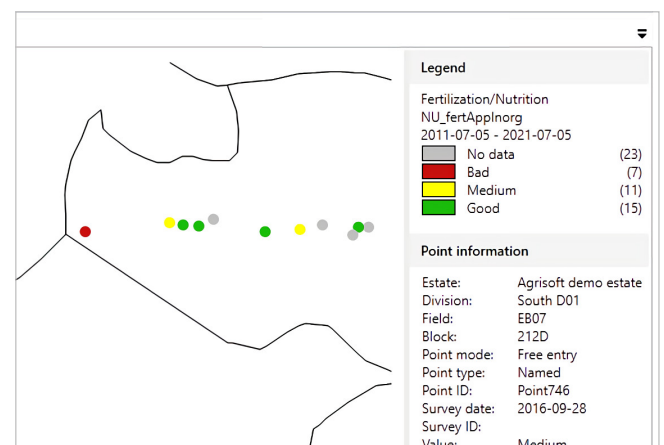 Legend
Fertilization/Nutrition
NU_fertAppInorg
2011-07-05 - 2021-07-05
No data (23)
Bad (7)
Medium (11)
Good (15)
Point information
Estate: Agrisoft demo estate
Division: South D01
Field: EB07
Block: 212D
Point mode: Free entry
Point type: Named
Point ID: Point746
Survey date: 2016-09-28
Survey ID:
Value: Medium